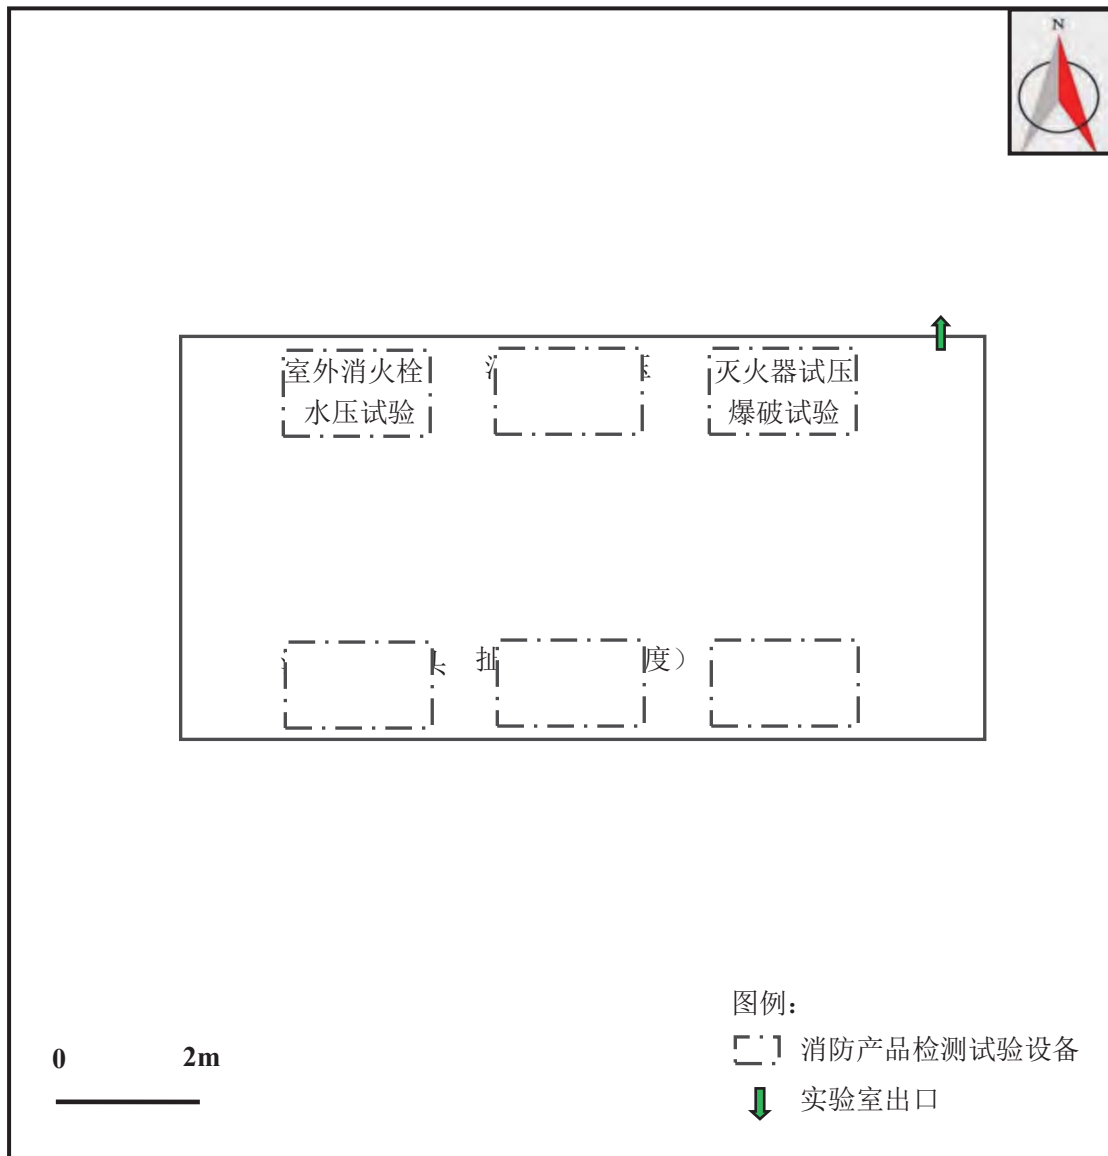 N
室外消火栓
水压试验
灭火器试压
爆破试验
度）
0 2m
图例：
消防产品检测试验设备
实验室出口